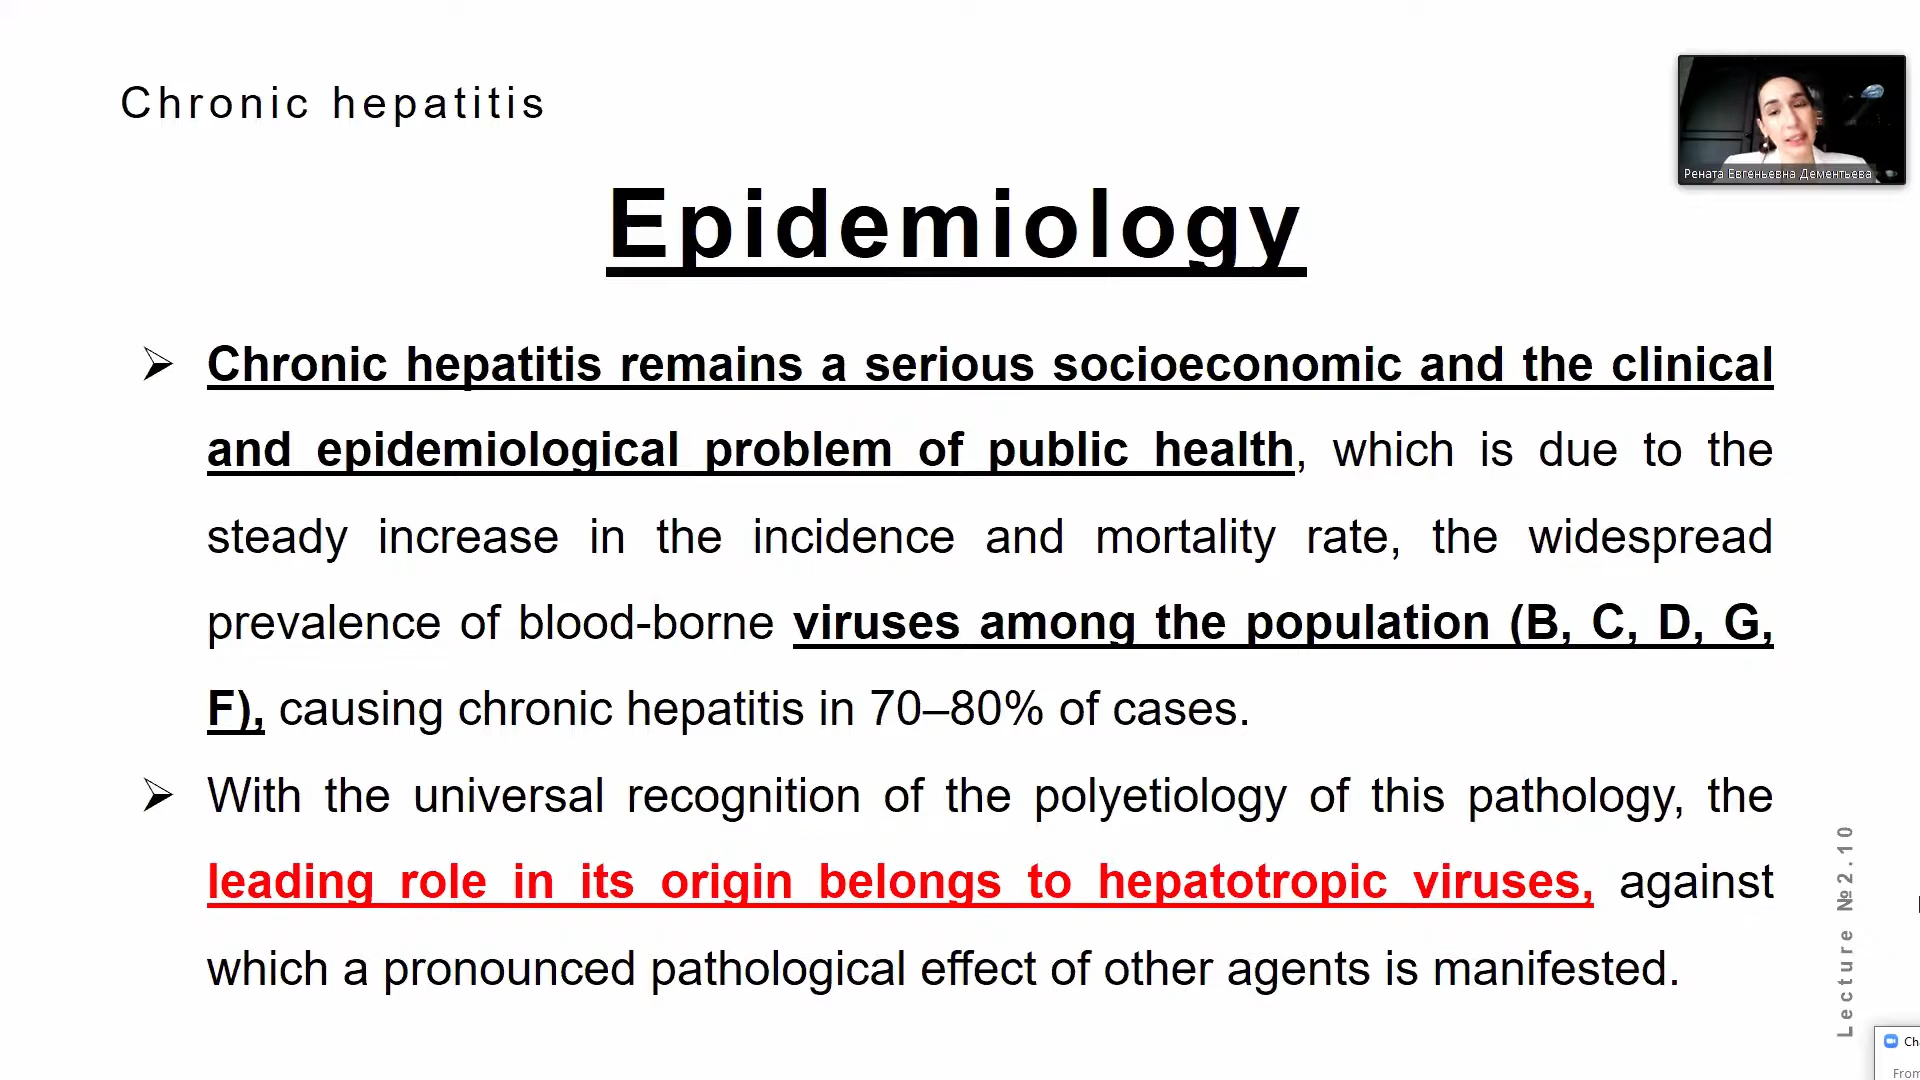 Chronic hepatitis
Рената Евгеньевна Дементьева
Epidemiology
➢ Chronic hepatitis remains a serious socioeconomic and the clinical
and epidemiological problem of public health, which is due to the
steady increase in the incidence and mortality rate, the widespread
prevalence of blood-borne viruses among the population (B, C, D, G,
F), causing chronic hepatitis in 70–80% of cases.
➢ With the universal recognition of the polyetiology of this pathology, the
leading role in its origin belongs to hepatotropic viruses, against
which a pronounced pathological effect of other agents is manifested.
Lecture №2.10
Cha
From